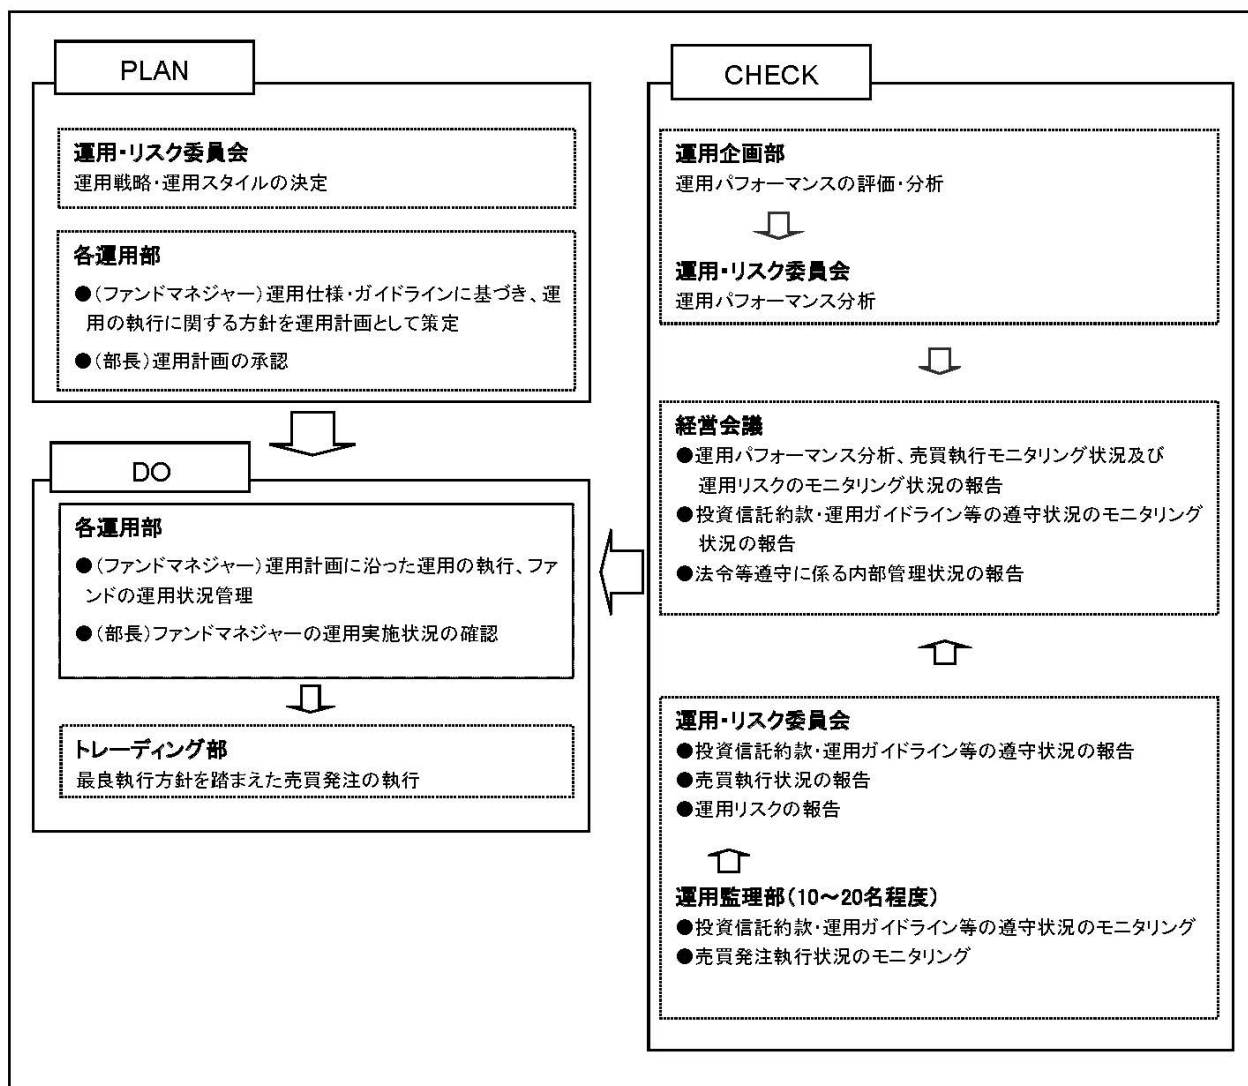 PLAN
運用・リスク委員会
運用戦略・運用スタイルの決定
各運用部
●(ファンドマネジャー)運用仕様・ガイドラインに基づき、運
用の執行に関する方針を運用計画として策定
●(部長)運用計画の承認
DO
各運用部
●(ファンドマネジャー)運用計画に沿った運用の執行、ファ
ンドの運用状況管理
●(部長)ファンドマネジャーの運用実施状況の確認
トレーディング部
最良執行方針を踏まえた売買発注の執行
CHECK
運用企画部
運用パフォーマンスの評価・分析
運用・リスク委員会
運用パフォーマンス分析
経営会議
●運用パフォーマンス分析、売買執行モニタリング状況及び
運用リスクのモニタリング状況の報告
●投資信託約款・運用ガイドライン等の遵守状況のモニタリング
状況の報告
●法令等遵守に係る内部管理状況の報告
運用・リスク委員会
●投資信託約款・運用ガイドライン等の遵守状況の報告
●売買執行状況の報告
●運用リスクの報告
運用監理部(10～20名程度)
●投資信託約款・運用ガイドライン等の遵守状況のモニタリング
●売買発注執行状況のモニタリング